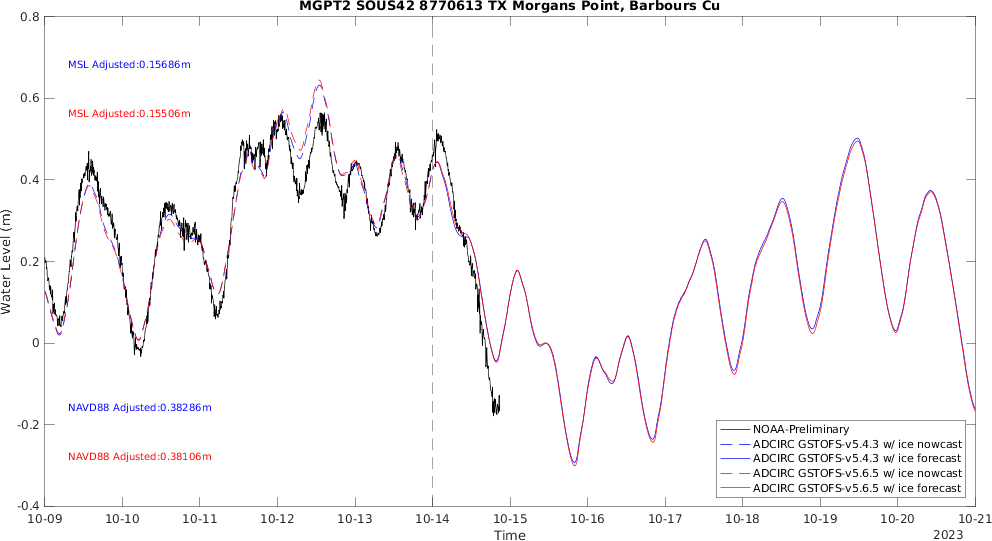 MGPT2 SOUS42 8770613 TX Morgans Point, Barbours Cu
0.8
0.6
0.4
0.2
0
-0.2
-0.4
Water Level (m)
MSL Adjusted:0.15686m
MSL Adjusted:0.15506m
NAVD88 Adjusted:0.38286m
NAVD88 Adjusted:0.38106m
NOAA-Preliminary
ADCIRC GSTOFS-v5.4.3 w/ ice nowcast
ADCIRC GSTOFS-v5.4.3 w/ ice forecast
ADCIRC GSTOFS-v5.6.5 w/ ice nowcast
ADCIRC GSTOFS-v5.6.5 w/ ice forecast
10-09 10-10 10-11 10-12 10-13 10-14 10-15 10-16 10-17 10-18 10-19 10-20 10-21
Time
2023